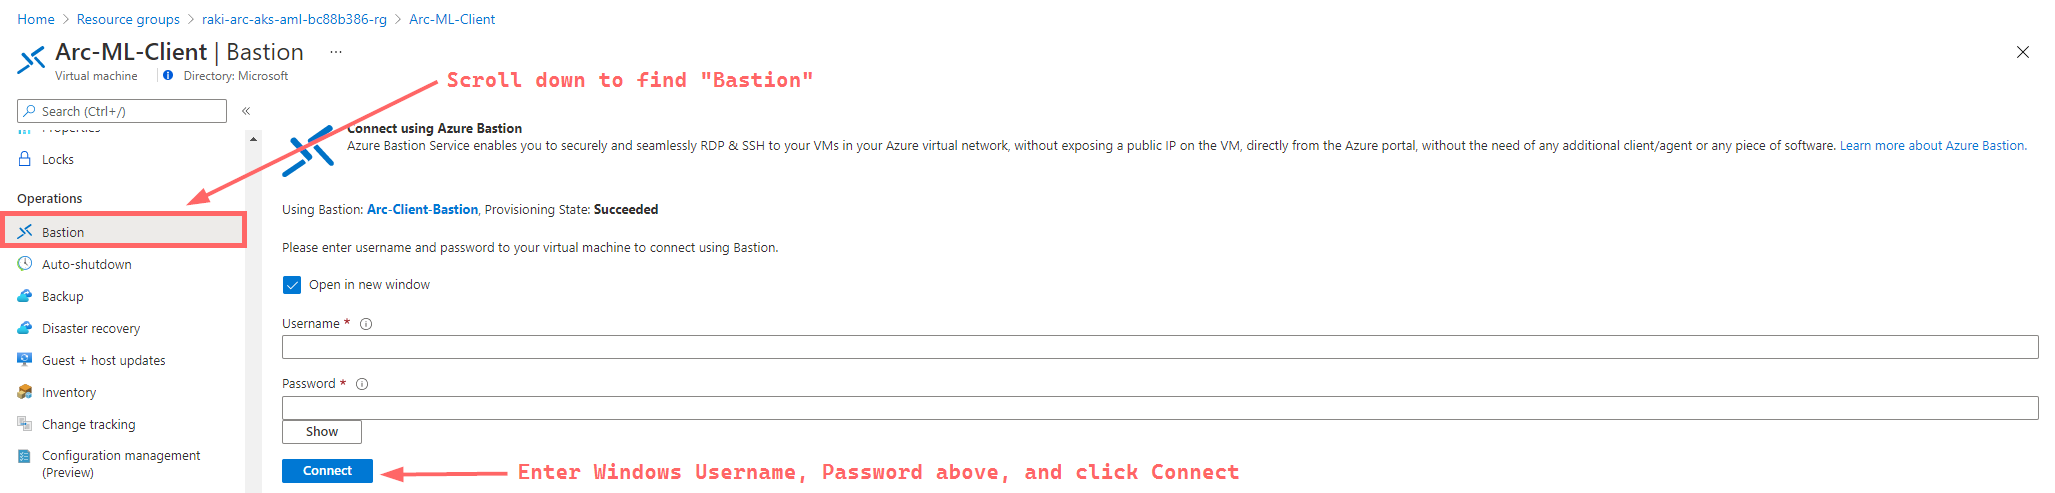 Home > Resource groups > raki-arc-aks-aml-bc88b386-rg > Arc-ML-Client
Arc-ML-Client | Bastion ...
Virtual machine
Directory: Microsoft
Scroll down to find "Bastion"
Search (Ctrl+/)
«
Properties
Locks
Operations
Bastion
Auto-shutdown
Backup
Disaster recovery
Guest + host updates
Inventory
Change tracking
Configuration management
(Preview)
Connect using Azure Bastion
Azure Bastion Service enables you to securely and seamlessly RDP & SSH to your VMs in your Azure virtual network, without exposing a public IP on the VM, directly from the Azure portal, without the need of any additional client/agent or any piece of software. Learn more about Azure Bastion.
Using Bastion: Arc-Client-Bastion, Provisioning State: Succeeded
Please enter username and password to your virtual machine to connect using Bastion.
Open in new window
Username *
Password *
Show
Connect
Enter Windows Username, Password above, and click Connect